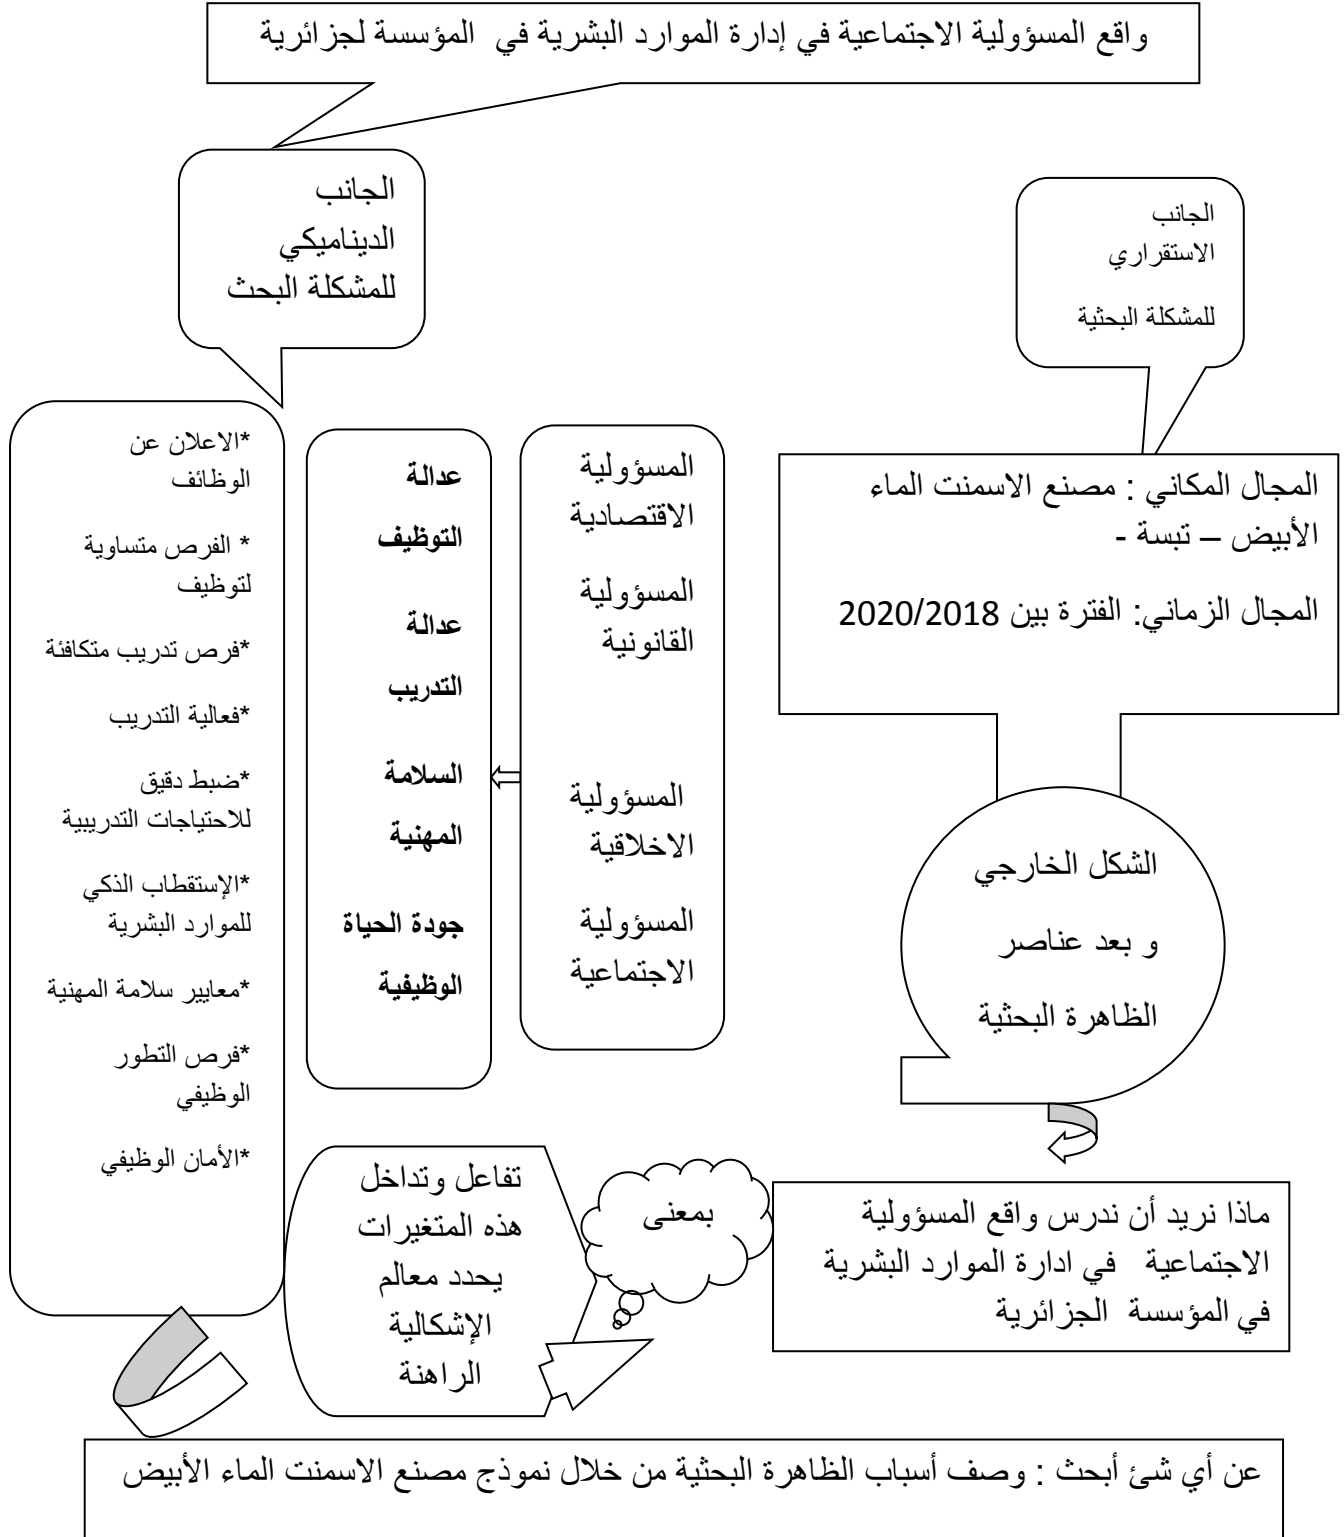 واقع المسؤولية الاجتماعية في إدارة الموارد البشرية في المؤسسة لجزائرية
الجانب
الاستقراري
للمشكلة البحثية
الجانب
الديناميكي
للمشكلة البحث
المجال المكاني : مصنع الاسمنت الماء
الأبيض – تبسة -
المجال الزماني: الفترة بين 2020/2018
المسؤولية
الاقتصادية
المسؤولية
القانونية
المسؤولية
الاخلاقية
المسؤولية
الاجتماعية
عدالة
التوظيف
عدالة
التدريب
السلامة
المهنية
جودة الحياة
الوظيفية
*الاعلان عن
الوظائف
* الفرص متساوية
لتوظيف
*فرص تدريب متكافئة
*فعالية التدريب
*ضبط دقيق
للاحتياجات التدريبية
*الإستقطاب الذكي
للموارد البشرية
*معايير سلامة المهنية
*فرص التطور
الوظيفي
*الأمان الوظيفي
الشكل الخارجي
و بعد عناصر
الظاهرة البحثية
ماذا نريد أن ندرس واقع المسؤولية
الاجتماعية في ادارة الموارد البشرية
في المؤسسة الجزائرية
بمعنى
تفاعل وتداخل
هذه المتغيرات
يحدد معالم
الإشكالية
الراهنة
عن أي شئ أبحث : وصف أسباب الظاهرة البحثية من خلال نموذج مصنع الاسمنت الماء الأبيض